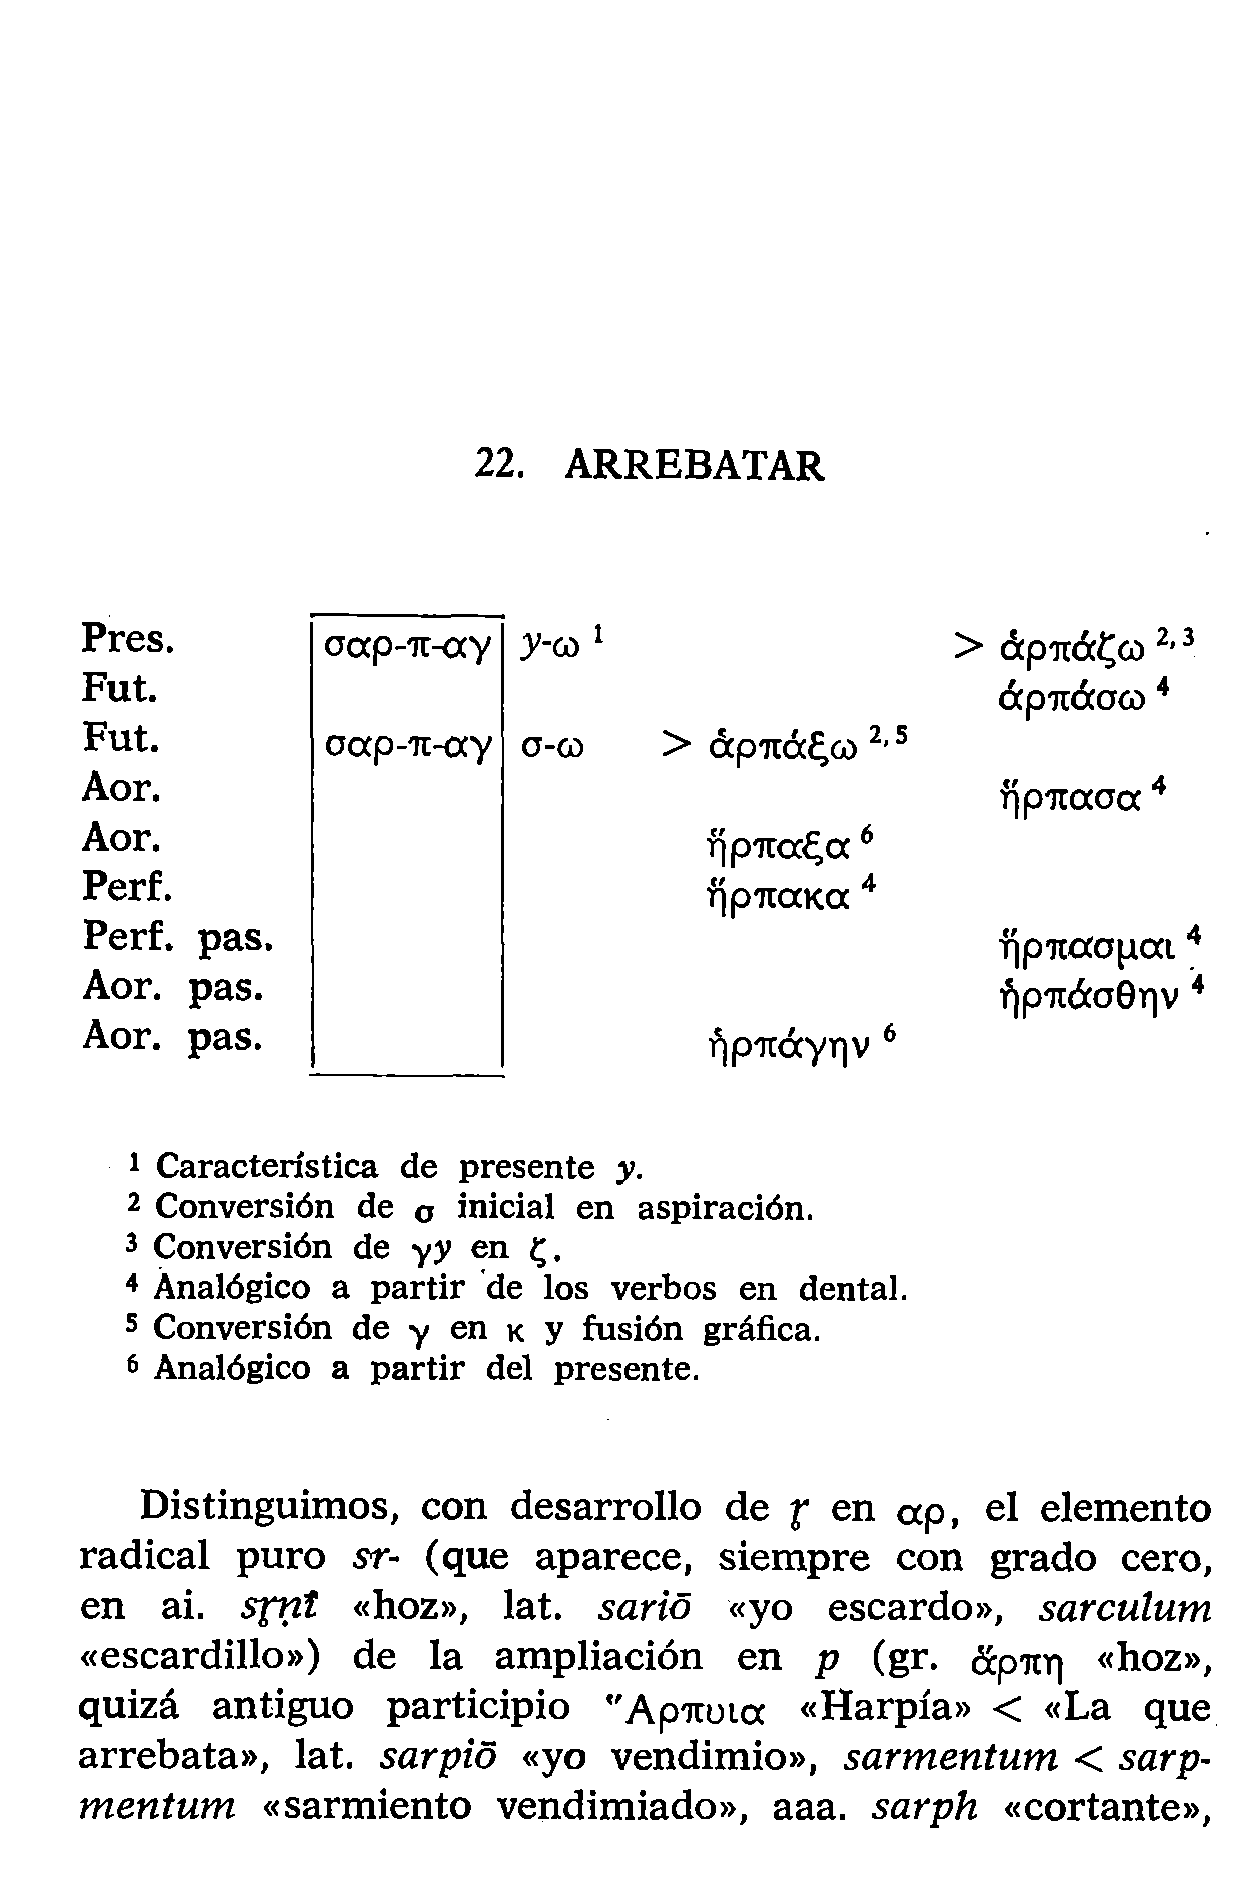 22. ARREBATAR
Pres. σαρ-π-αγ y-ω ¹ > ἁρπάζω ²,³
Fut. ἁρπάσω ⁴
Fut. σαρ-π-αγ σ-ω > ἁρπάξω ²,⁵
Aor. ἥρπασα ⁴
Aor. ἥρπαξα ⁶
Perf. ἥρπακα ⁴
Perf. pas. ἥρπασμαι ⁴
Aor. pas. ἡρπάσθην ⁴
Aor. pas. ἡρπάγην ⁶
¹ Característica de presente y.
² Conversión de σ inicial en aspiración.
³ Conversión de γy en ζ.
⁴ Analógico a partir de los verbos en dental.
⁵ Conversión de γ en κ y fusión gráfica.
⁶ Analógico a partir del presente.
Distinguimos, con desarrollo de r̥ en αρ, el elemento
radical puro sr- (que aparece, siempre con grado cero,
en ai. sr̥ṇī́ «hoz», lat. sariō «yo escardo», sarculum
«escardillo») de la ampliación en p (gr. ἅρπη «hoz»,
quizá antiguo participio Ἅρπυια «Harpía» < «La que
arrebata», lat. sarpiō «yo vendimio», sarmentum < sarp-
mentum «sarmiento vendimiado», aaa. sarph «cortante»,